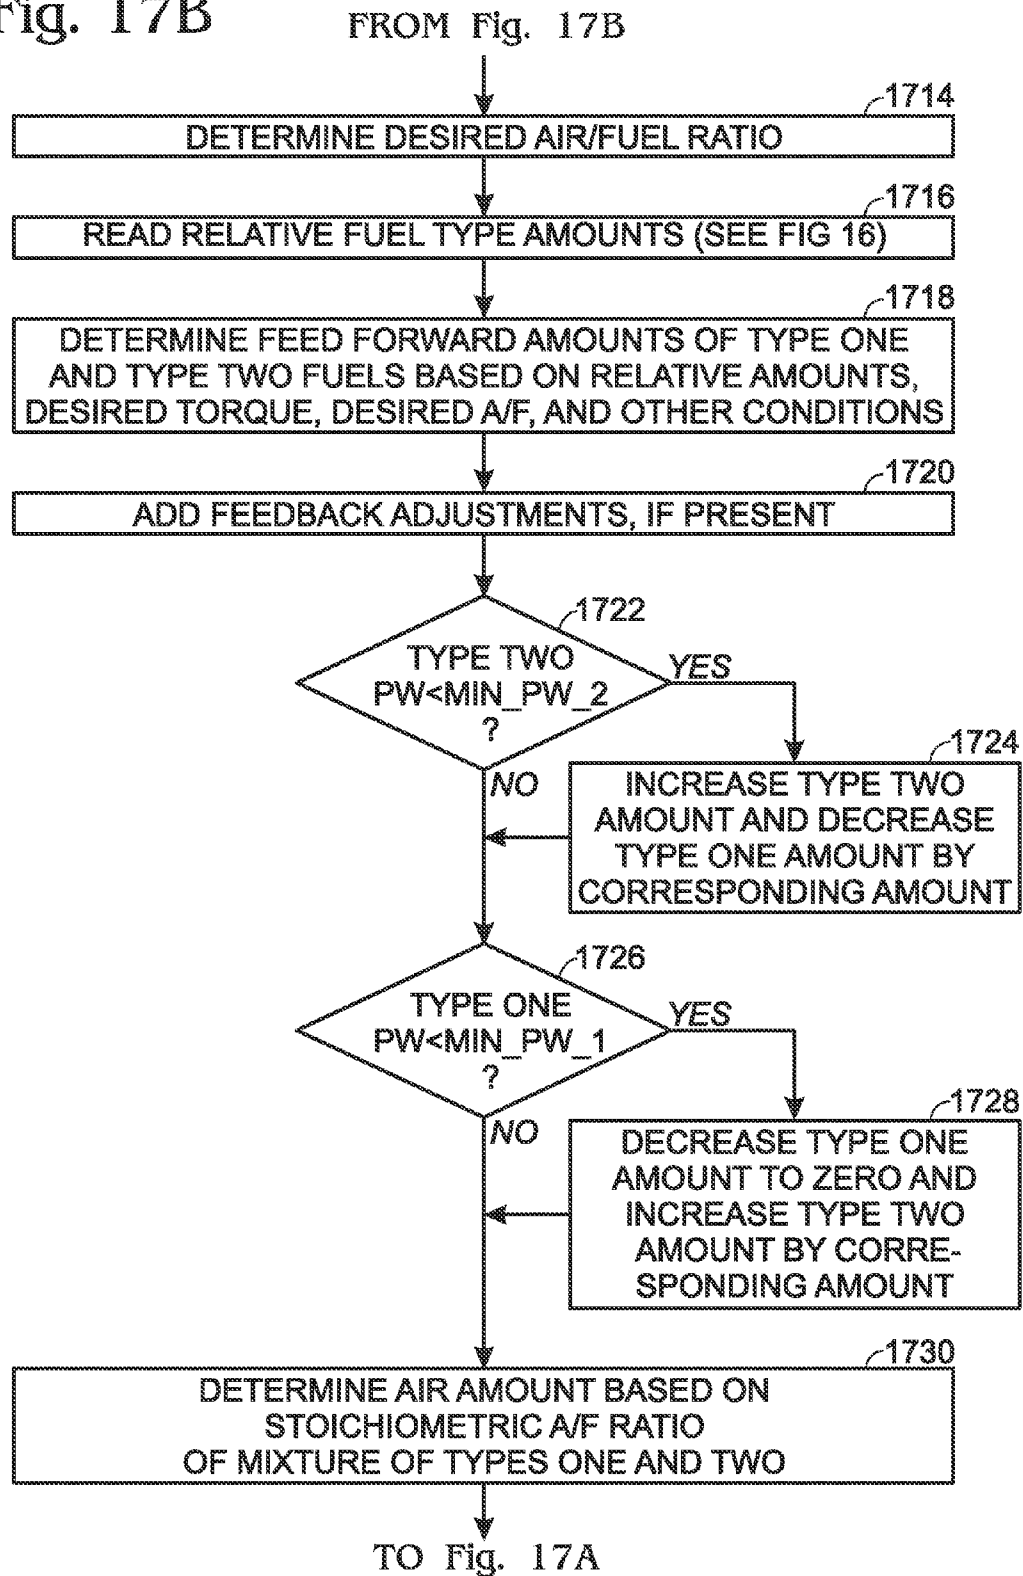 Fig. 17B
FROM Fig. 17B
1714
DETERMINE DESIRED AIR/FUEL RATIO
1716
READ RELATIVE FUEL TYPE AMOUNTS (SEE FIG 16)
1718
DETERMINE FEED FORWARD AMOUNTS OF TYPE ONE
AND TYPE TWO FUELS BASED ON RELATIVE AMOUNTS,
DESIRED TORQUE, DESIRED A/F, AND OTHER CONDITIONS
1720
ADD FEEDBACK ADJUSTMENTS, IF PRESENT
1722
TYPE TWO
PW<MIN_PW_2
?
YES
NO
1724
INCREASE TYPE TWO
AMOUNT AND DECREASE
TYPE ONE AMOUNT BY
CORRESPONDING AMOUNT
1726
TYPE ONE
PW<MIN_PW_1
?
YES
NO
1728
DECREASE TYPE ONE
AMOUNT TO ZERO AND
INCREASE TYPE TWO
AMOUNT BY CORRE-
SPONDING AMOUNT
1730
DETERMINE AIR AMOUNT BASED ON
STOICHIOMETRIC A/F RATIO
OF MIXTURE OF TYPES ONE AND TWO
TO Fig. 17A